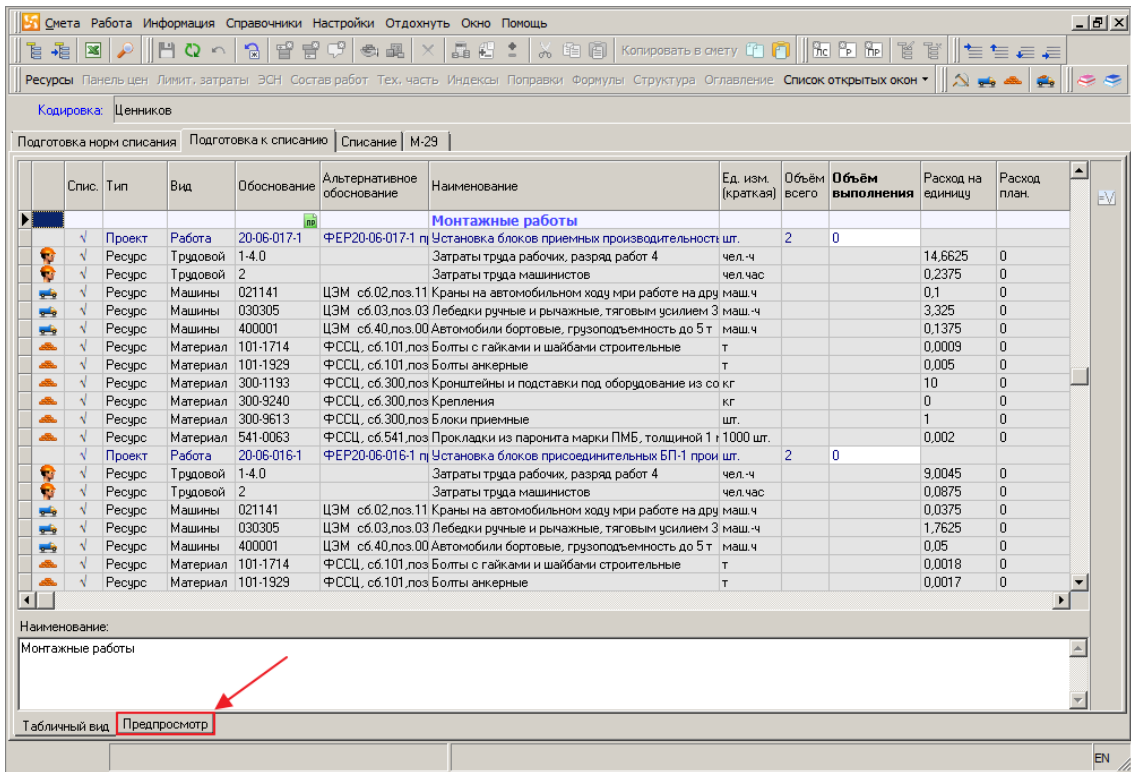 Смета Работа Информация Справочники Настройки Отдохнуть Окно Помощь
Копировать в смету
Ресурсы Панель цен Лимит. затраты ЭСН Состав работ Тех. часть Индексы Поправки Формулы Структура Оглавление Список открытых окон
Кодировка: Ценников
Подготовка норм списания Подготовка к списанию Списание М-29
Спис. Тип Вид Обоснование Альтернативное обоснование Наименование Ед. изм. (краткая) Объём всего Объём выполнения Расход на единицу Расход план.
Монтажные работы
√ Проект Работа 20-06-017-1 ФЕР20-06-017-1 п Установка блоков приемных производительность шт. 2 0
√ Ресурс Трудовой 1-4.0 Затраты труда рабочих, разряд работ 4 чел.-ч 14,6625 0
√ Ресурс Трудовой 2 Затраты труда машинистов чел.час 0,2375 0
√ Ресурс Машины 021141 ЦЭМ сб.02,поз.11 Краны на автомобильном ходу мри работе на дру маш.ч 0,1 0
√ Ресурс Машины 030305 ЦЭМ сб.03,поз.03 Лебедки ручные и рычажные, тяговым усилием 3 маш.-ч 3,325 0
√ Ресурс Машины 400001 ЦЭМ сб.40,поз.00 Автомобили бортовые, грузоподъемность до 5 т маш.ч 0,1375 0
√ Ресурс Материал 101-1714 ФССЦ, сб.101,поз Болты с гайками и шайбами строительные т 0,0009 0
√ Ресурс Материал 101-1929 ФССЦ, сб.101,поз Болты анкерные т 0,005 0
√ Ресурс Материал 300-1193 ФССЦ, сб.300,поз Кронштейны и подставки под оборудование из со кг 10 0
√ Ресурс Материал 300-9240 ФССЦ, сб.300,поз Крепления кг 0 0
√ Ресурс Материал 300-9613 ФССЦ, сб.300,поз Блоки приемные шт. 1 0
√ Ресурс Материал 541-0063 ФССЦ, сб.541,поз Прокладки из паронита марки ПМБ, толщиной 1 1000 шт. 0,002 0
√ Проект Работа 20-06-016-1 ФЕР20-06-016-1 п Установка блоков присоединительных БП-1 прои шт. 2 0
√ Ресурс Трудовой 1-4.0 Затраты труда рабочих, разряд работ 4 чел.-ч 9,0045 0
√ Ресурс Трудовой 2 Затраты труда машинистов чел.час 0,0875 0
√ Ресурс Машины 021141 ЦЭМ сб.02,поз.11 Краны на автомобильном ходу мри работе на дру маш.ч 0,0375 0
√ Ресурс Машины 030305 ЦЭМ сб.03,поз.03 Лебедки ручные и рычажные, тяговым усилием 3 маш.-ч 1,7625 0
√ Ресурс Машины 400001 ЦЭМ сб.40,поз.00 Автомобили бортовые, грузоподъемность до 5 т маш.ч 0,05 0
√ Ресурс Материал 101-1714 ФССЦ, сб.101,поз Болты с гайками и шайбами строительные т 0,0018 0
√ Ресурс Материал 101-1929 ФССЦ, сб.101,поз Болты анкерные т 0,0017 0
Наименование:
Монтажные работы
Табличный вид Предпросмотр
EN